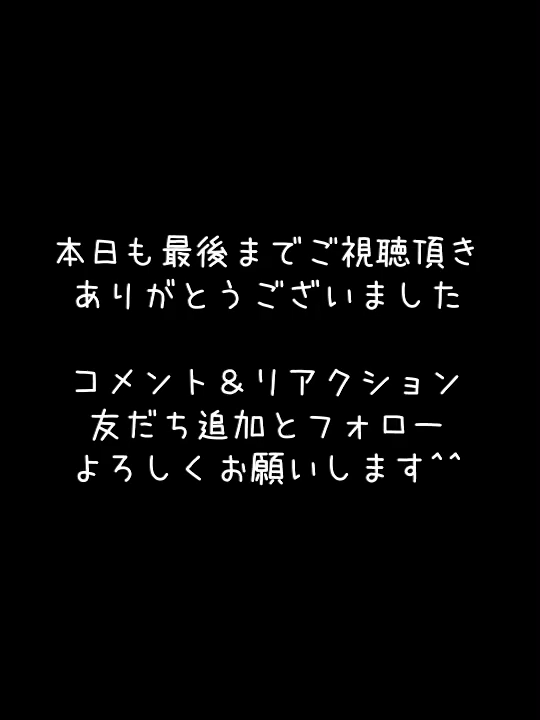 本日も最後までご視聴頂き
ありがとうございました
コメント&リアクション
友だち追加とフォロー
よろしくお願いします^^